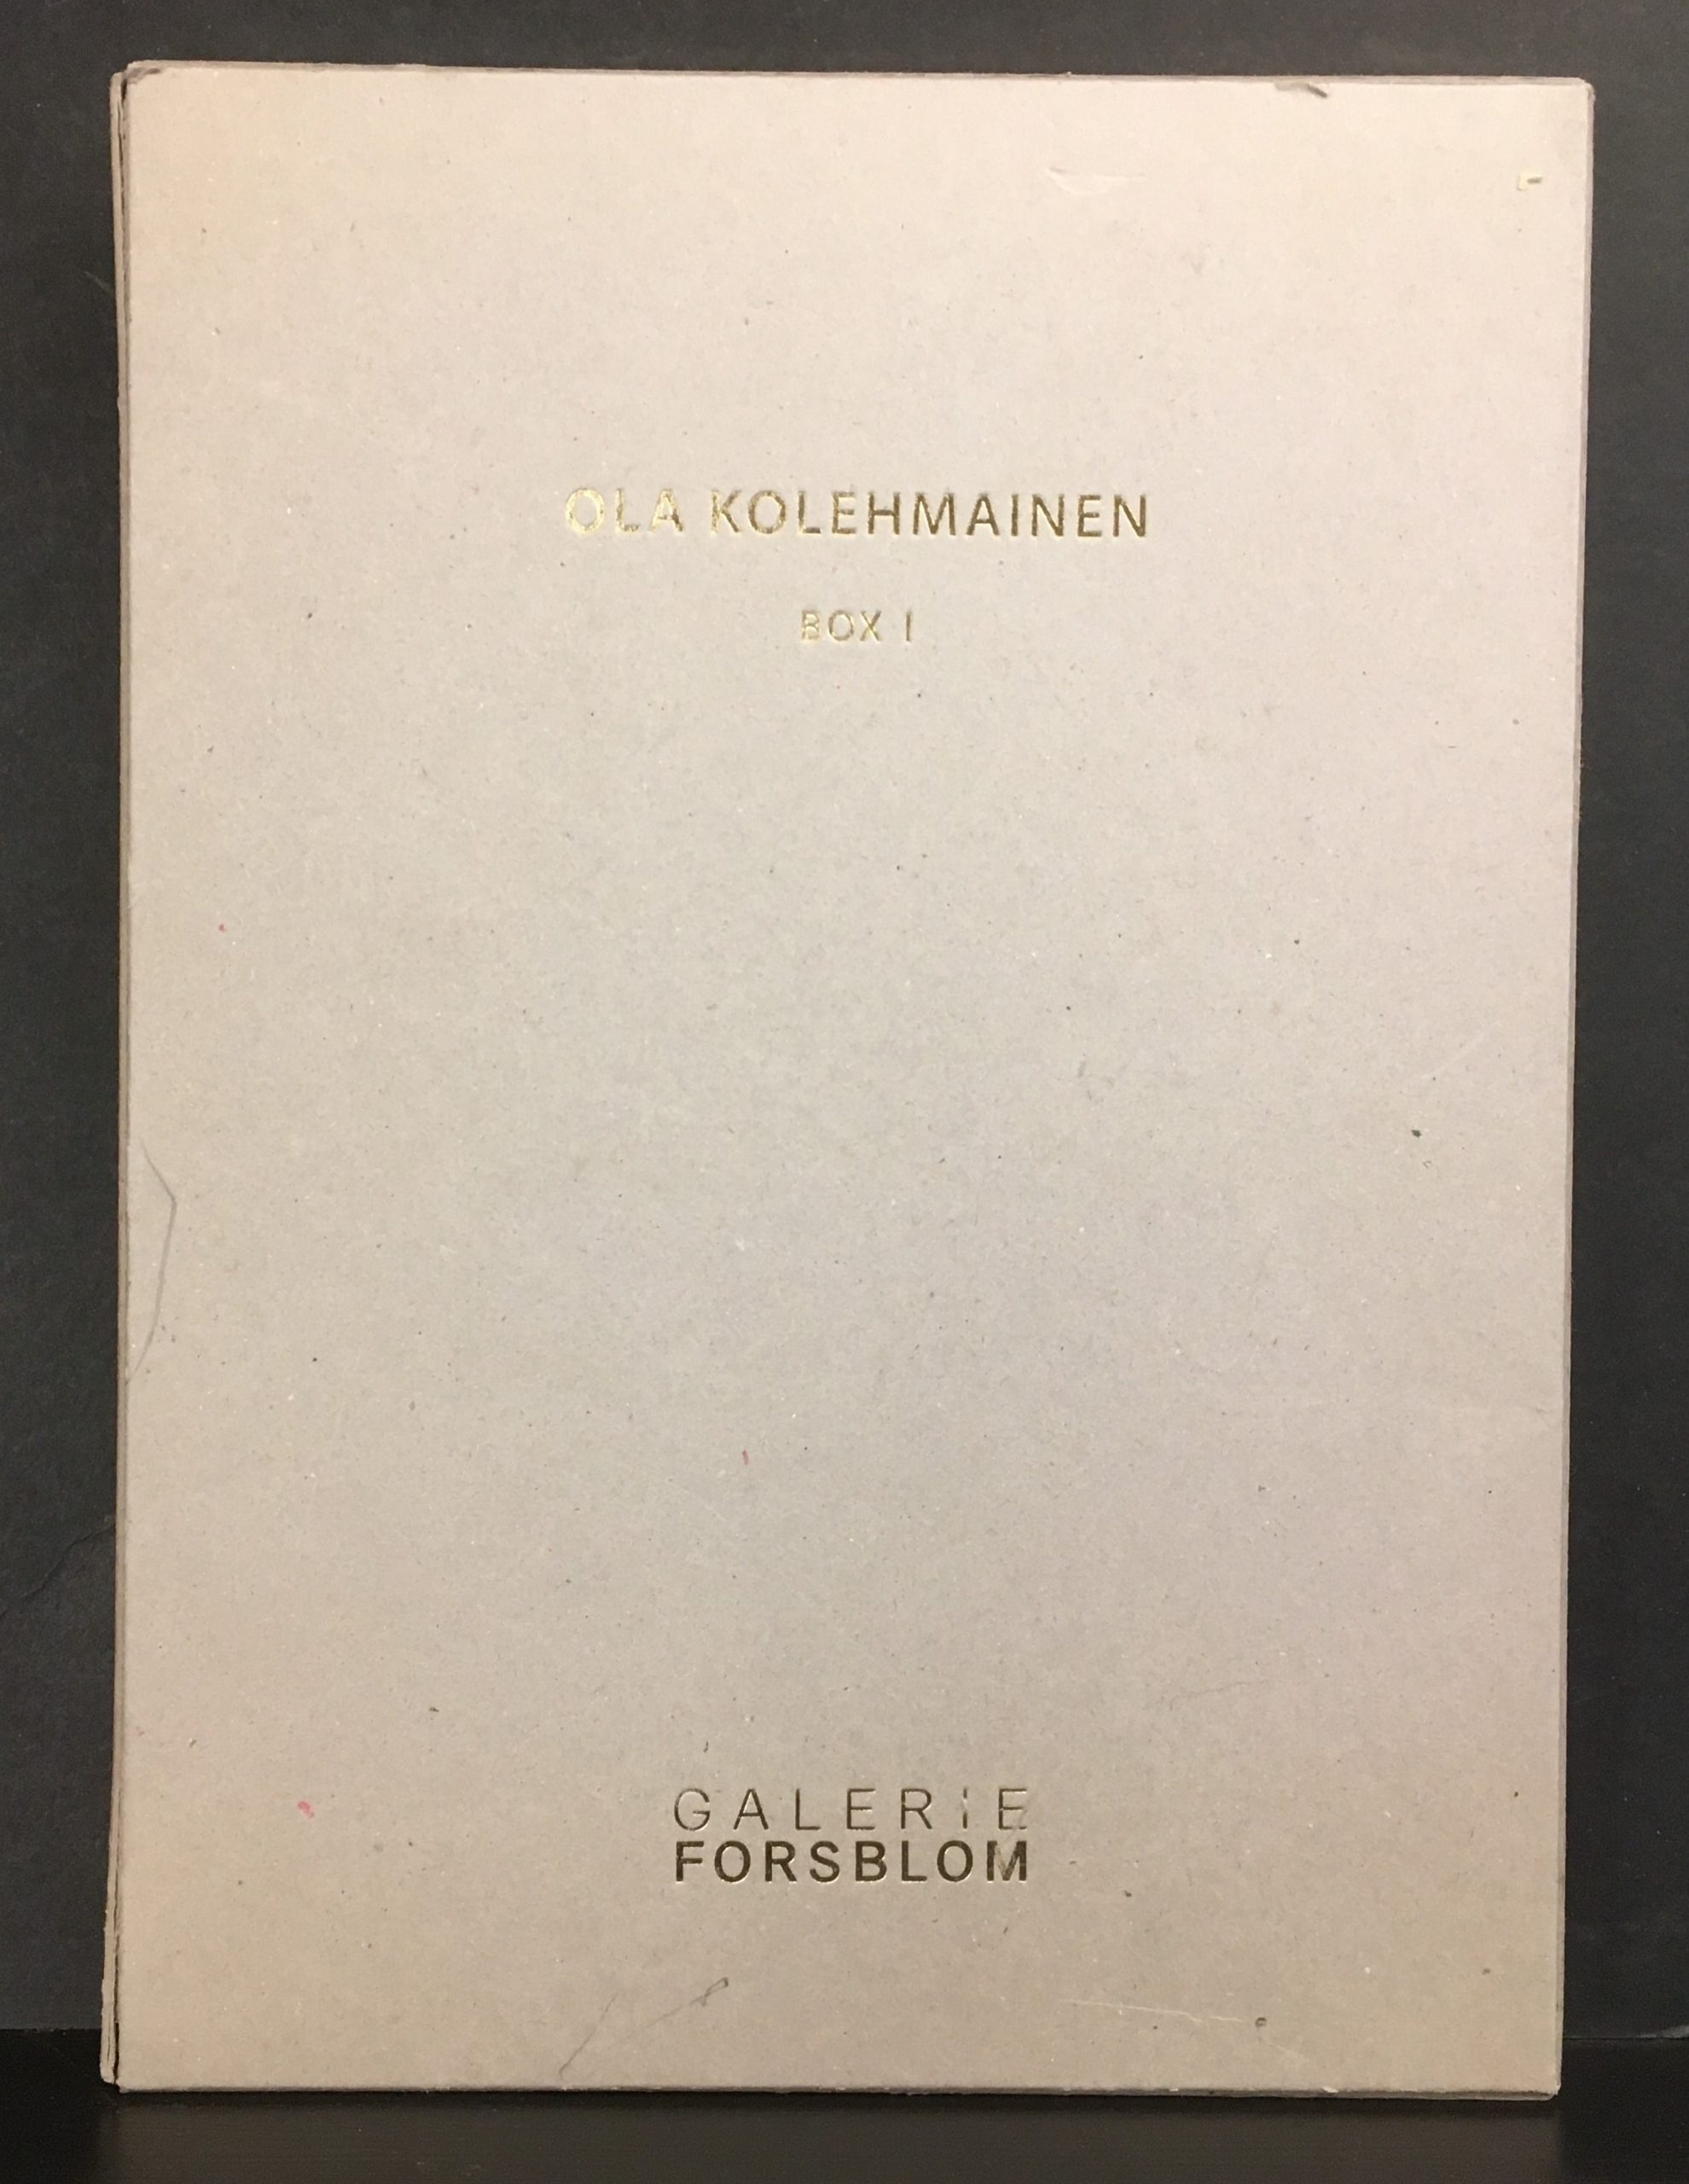 OLA KOLEHMAINEN
BOX I
GALERIE
FORSBLOM